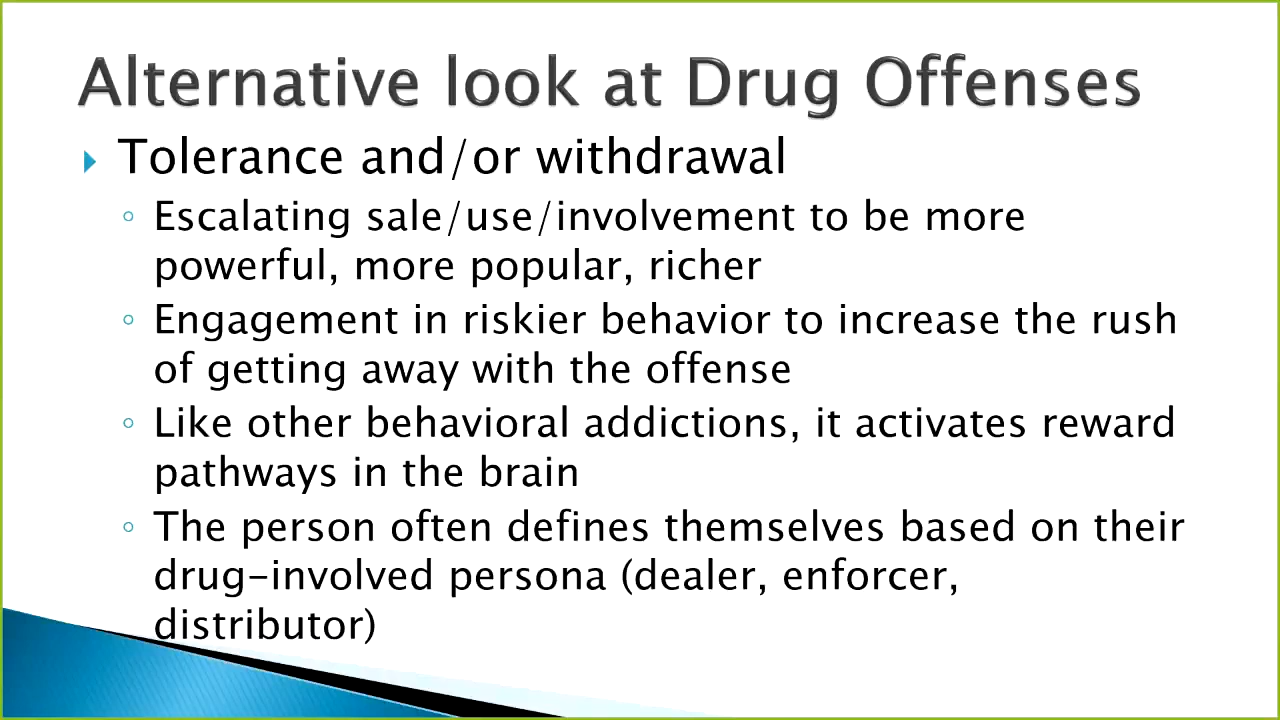 Alternative look at Drug Offenses
Tolerance and/or withdrawal
Escalating sale/use/involvement to be more
powerful, more popular, richer
Engagement in riskier behavior to increase the rush
of getting away with the offense
Like other behavioral addictions, it activates reward
pathways in the brain
The person often defines themselves based on their
drug-involved persona (dealer, enforcer,
distributor)